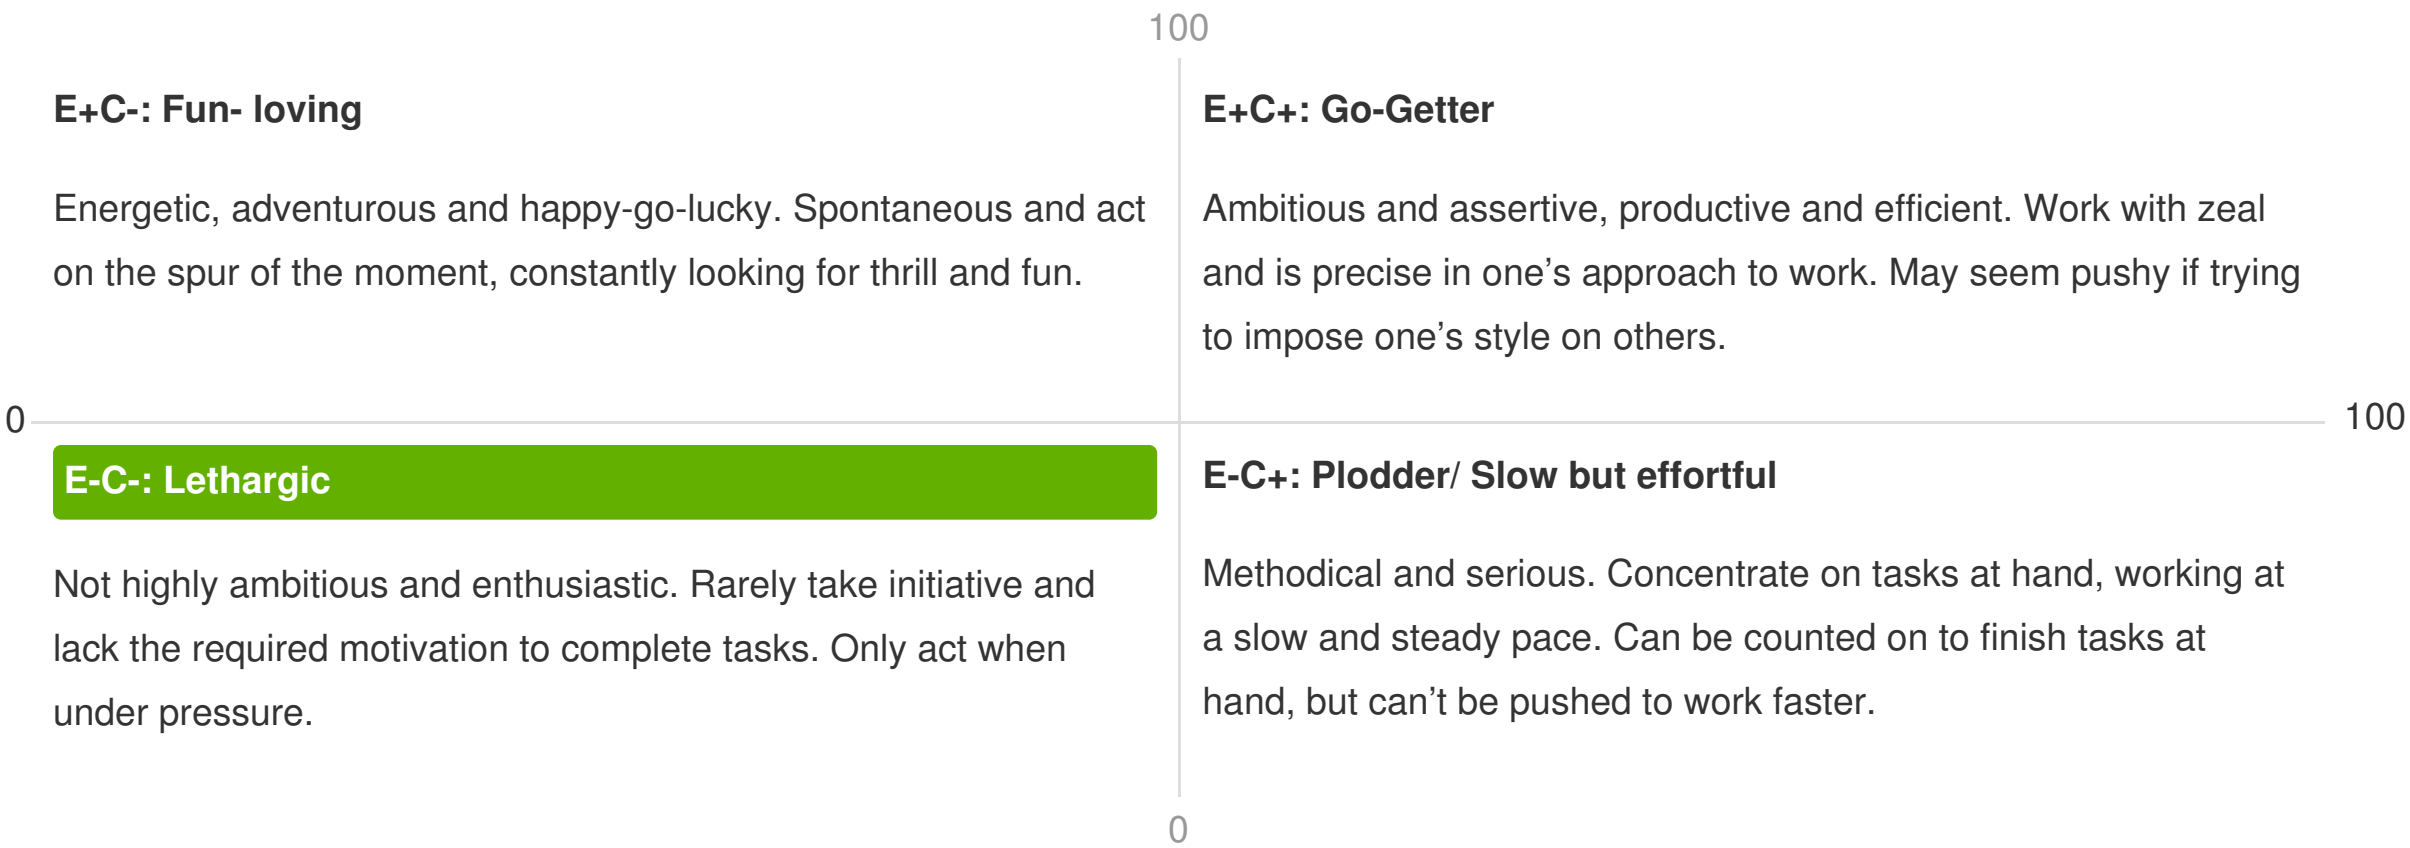 100
E+C-: Fun- loving
Energetic, adventurous and happy-go-lucky. Spontaneous and act
on the spur of the moment, constantly looking for thrill and fun.
E+C+: Go-Getter
Ambitious and assertive, productive and efficient. Work with zeal
and is precise in one’s approach to work. May seem pushy if trying
to impose one’s style on others.
0
100
E-C-: Lethargic
Not highly ambitious and enthusiastic. Rarely take initiative and
lack the required motivation to complete tasks. Only act when
under pressure.
E-C+: Plodder/ Slow but effortful
Methodical and serious. Concentrate on tasks at hand, working at
a slow and steady pace. Can be counted on to finish tasks at
hand, but can’t be pushed to work faster.
0